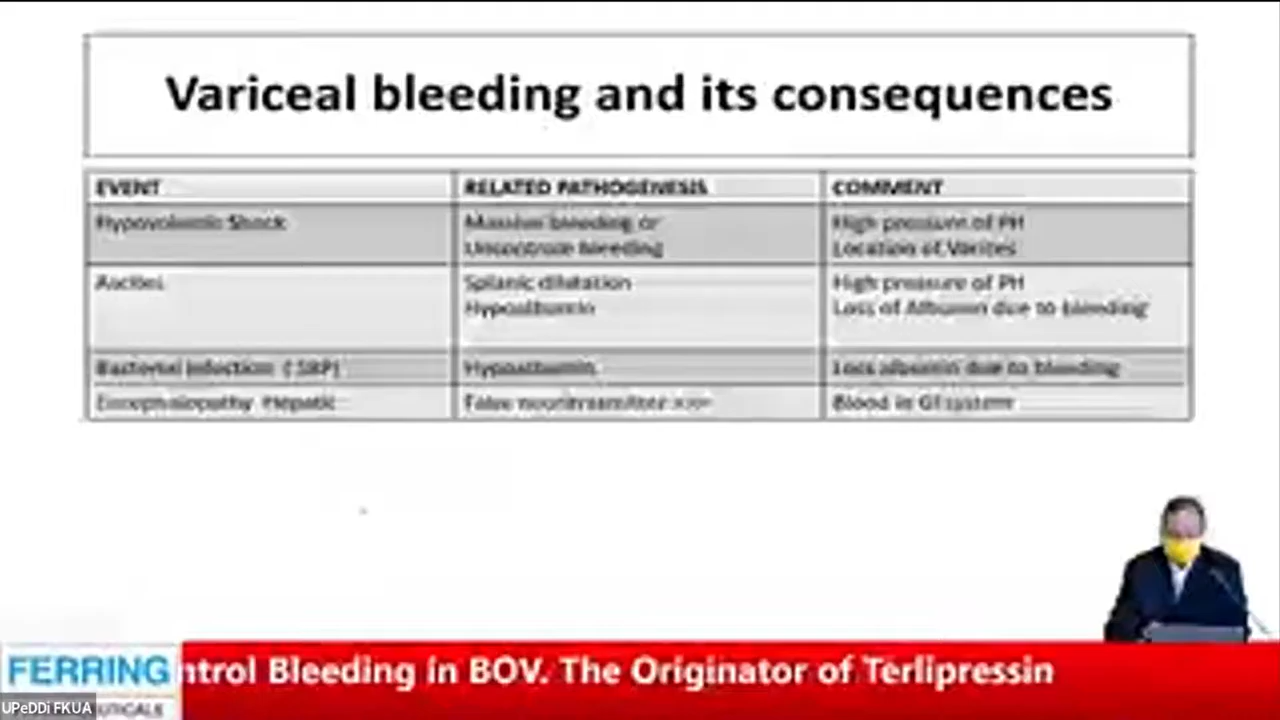 Variceal bleeding and its consequences
EVENT RELATED PATHOGENESIS COMMENT
Hypovolemic Shock Massive bleeding or High pressure of PH
bleeding Location of
Ascites Splanic dilatation High pressure of PH
Hypoalbumin Loss of Albumin due to bleeding
Bacterial infection ( SBP) Hypoalbumin Loss albumin due to bleeding
Encephalopathy Hepatic False >>> Blood in GI system
FERRING
UTICALS
ntrol Bleeding in BOV. The Originator of Terlipressin
UPeDDi FKUA